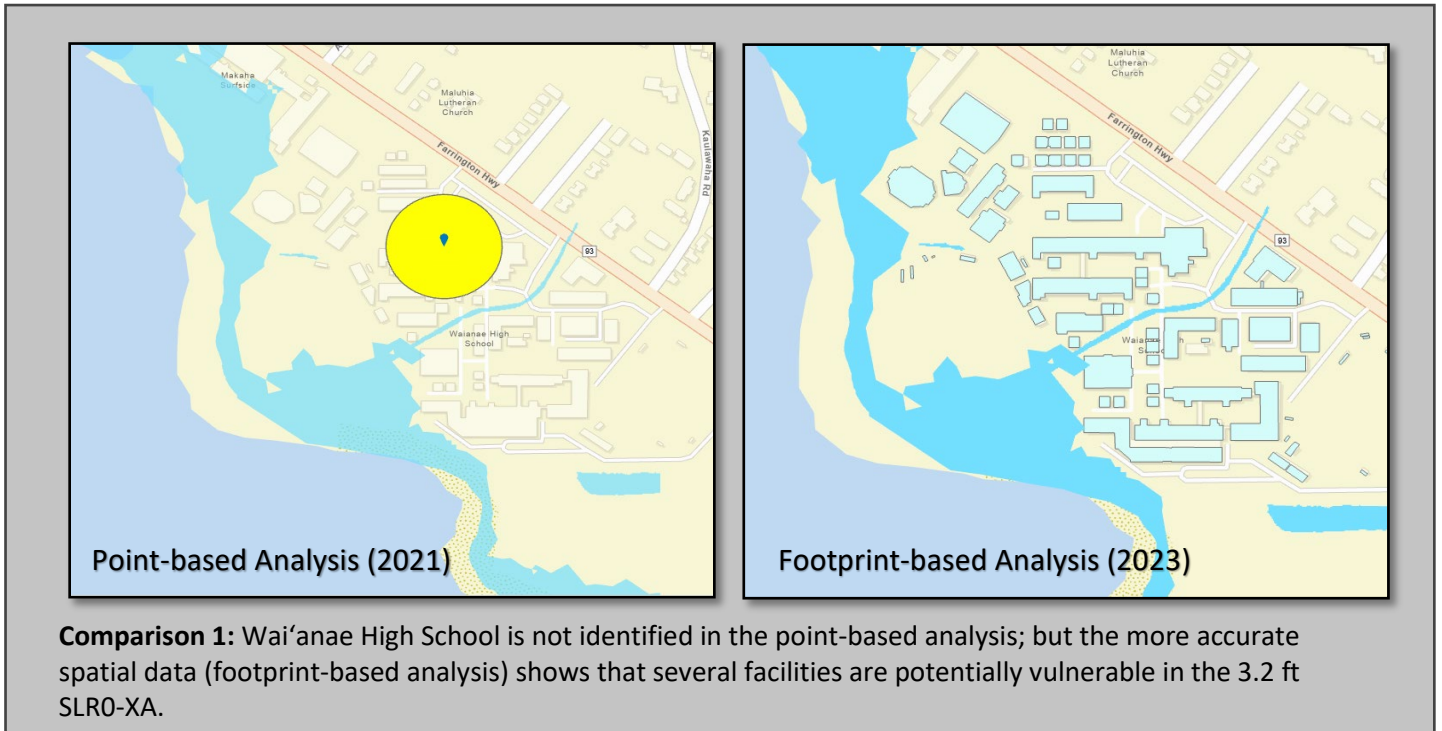 Makaha
Surfside
Maluhia
Lutheran
Church
Farrington Hwy
Kaulawaha Rd
93
Waianae High
School
Point-based Analysis (2021)
Maluhia
Lutheran
Church
Farrington Hwy
93
Footprint-based Analysis (2023)
Comparison 1: Wai‘anae High School is not identified in the point-based analysis; but the more accurate
spatial data (footprint-based analysis) shows that several facilities are potentially vulnerable in the 3.2 ft
SLR0-XA.